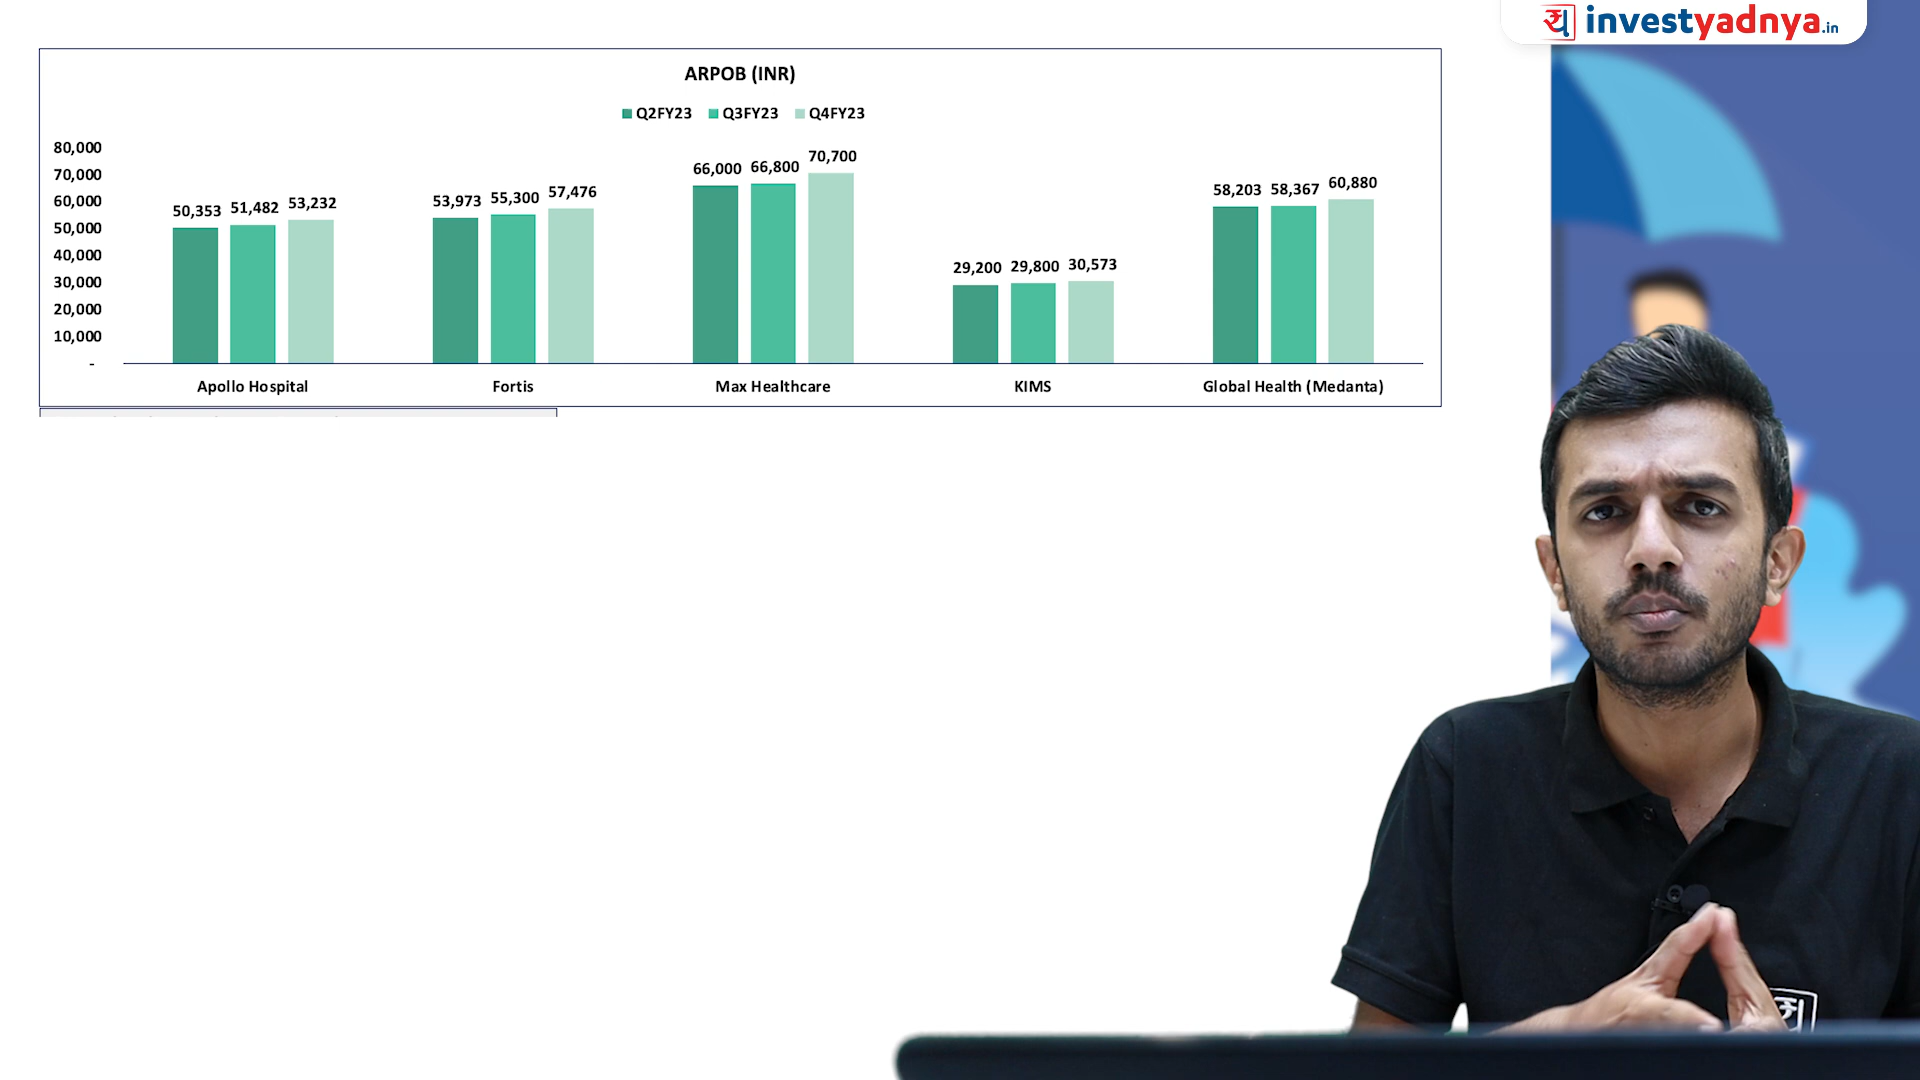 investyadnya.in
ARPOB (INR)
Q2FY23 Q3FY23 Q4FY23
80,000
70,000
60,000
50,000
40,000
30,000
20,000
10,000
-
50,353 51,482 53,232
53,973 55,300 57,476
66,000 66,800 70,700
29,200 29,800 30,573
58,203 58,367 60,880
Apollo Hospital Fortis Max Healthcare KIMS Global Health (Medanta)